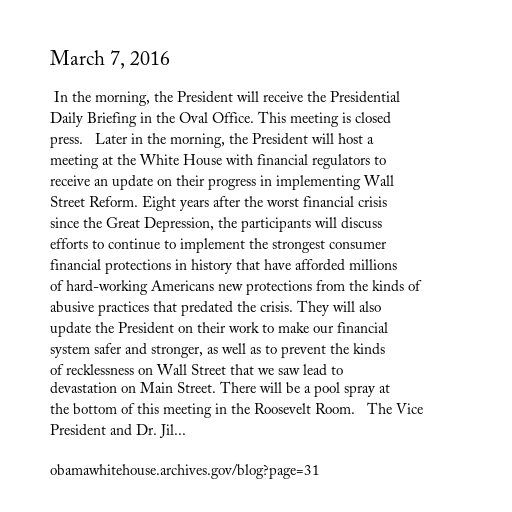 March 7, 2016
In the morning, the President will receive the Presidential
Daily Briefing in the Oval Office. This meeting is closed
press.   Later in the morning, the President will host a
meeting at the White House with financial regulators to
receive an update on their progress in implementing Wall
Street Reform. Eight years after the worst financial crisis
since the Great Depression, the participants will discuss
efforts to continue to implement the strongest consumer
financial protections in history that have afforded millions
of hard-working Americans new protections from the kinds of
abusive practices that predated the crisis. They will also
update the President on their work to make our financial
system safer and stronger, as well as to prevent the kinds
of recklessness on Wall Street that we saw lead to
devastation on Main Street. There will be a pool spray at
the bottom of this meeting in the Roosevelt Room.   The Vice
President and Dr. Jil...
obamawhitehouse.archives.gov/blog?page=31